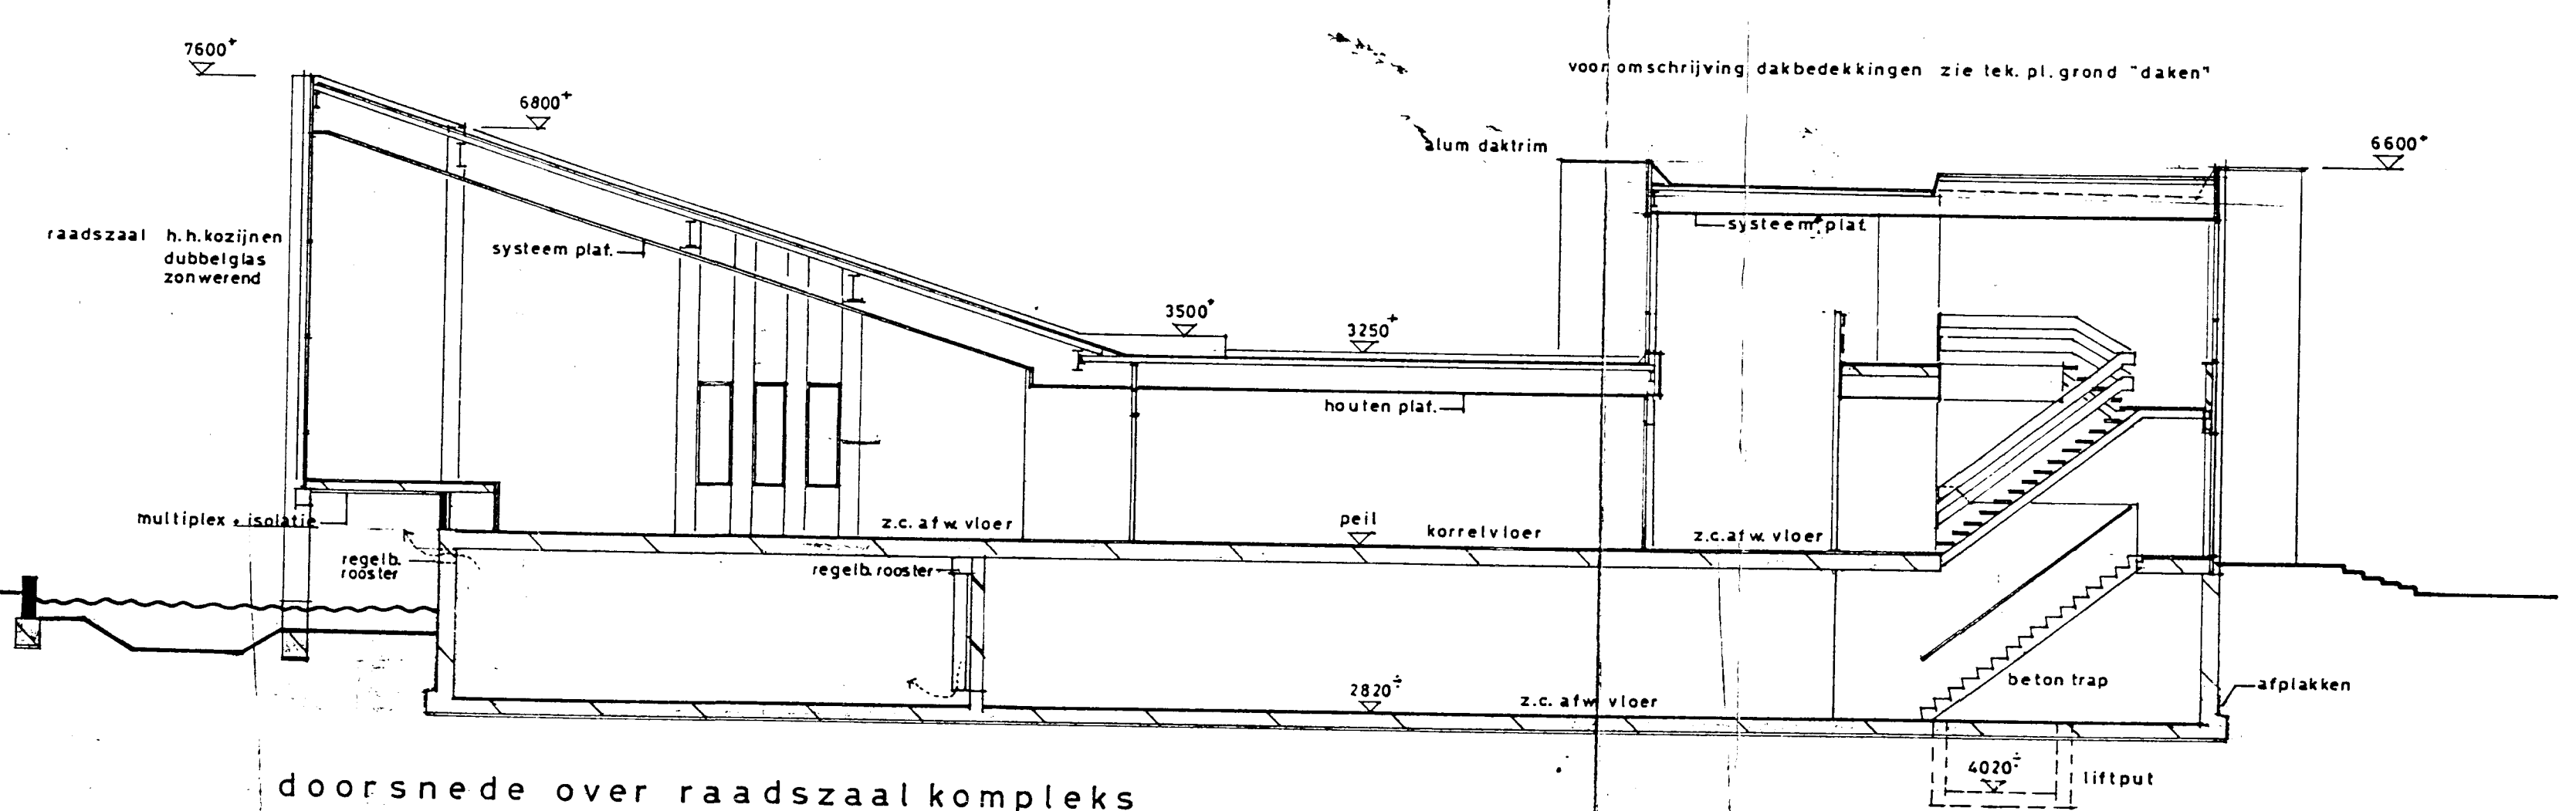 7600+
6800+
voor omschrijving dakbedekkingen zie tek. pl. grond "daken"
alum daktrim
6600+
raadszaal h.h. kozijnen
dubbelglas
zonwerend
systeem plaf.
systeem plaf.
3500+
3250+
houten plaf.
multiplex + isolatie
z.c. afw. vloer
peil
korrelvloer
z.c. afw. vloer
regelb.
rooster
regelb. rooster
2820÷
z.c. afw. vloer
beton trap
afplakken
4020÷
liftput
doorsnede over raadszaalkompleks